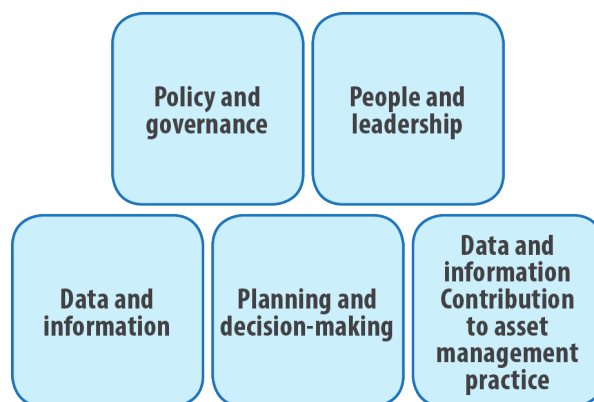 Policy and
governance
People and
leadership
Data and
information
Planning and
decision-making
Data and
information
Contribution
to asset
management
practice